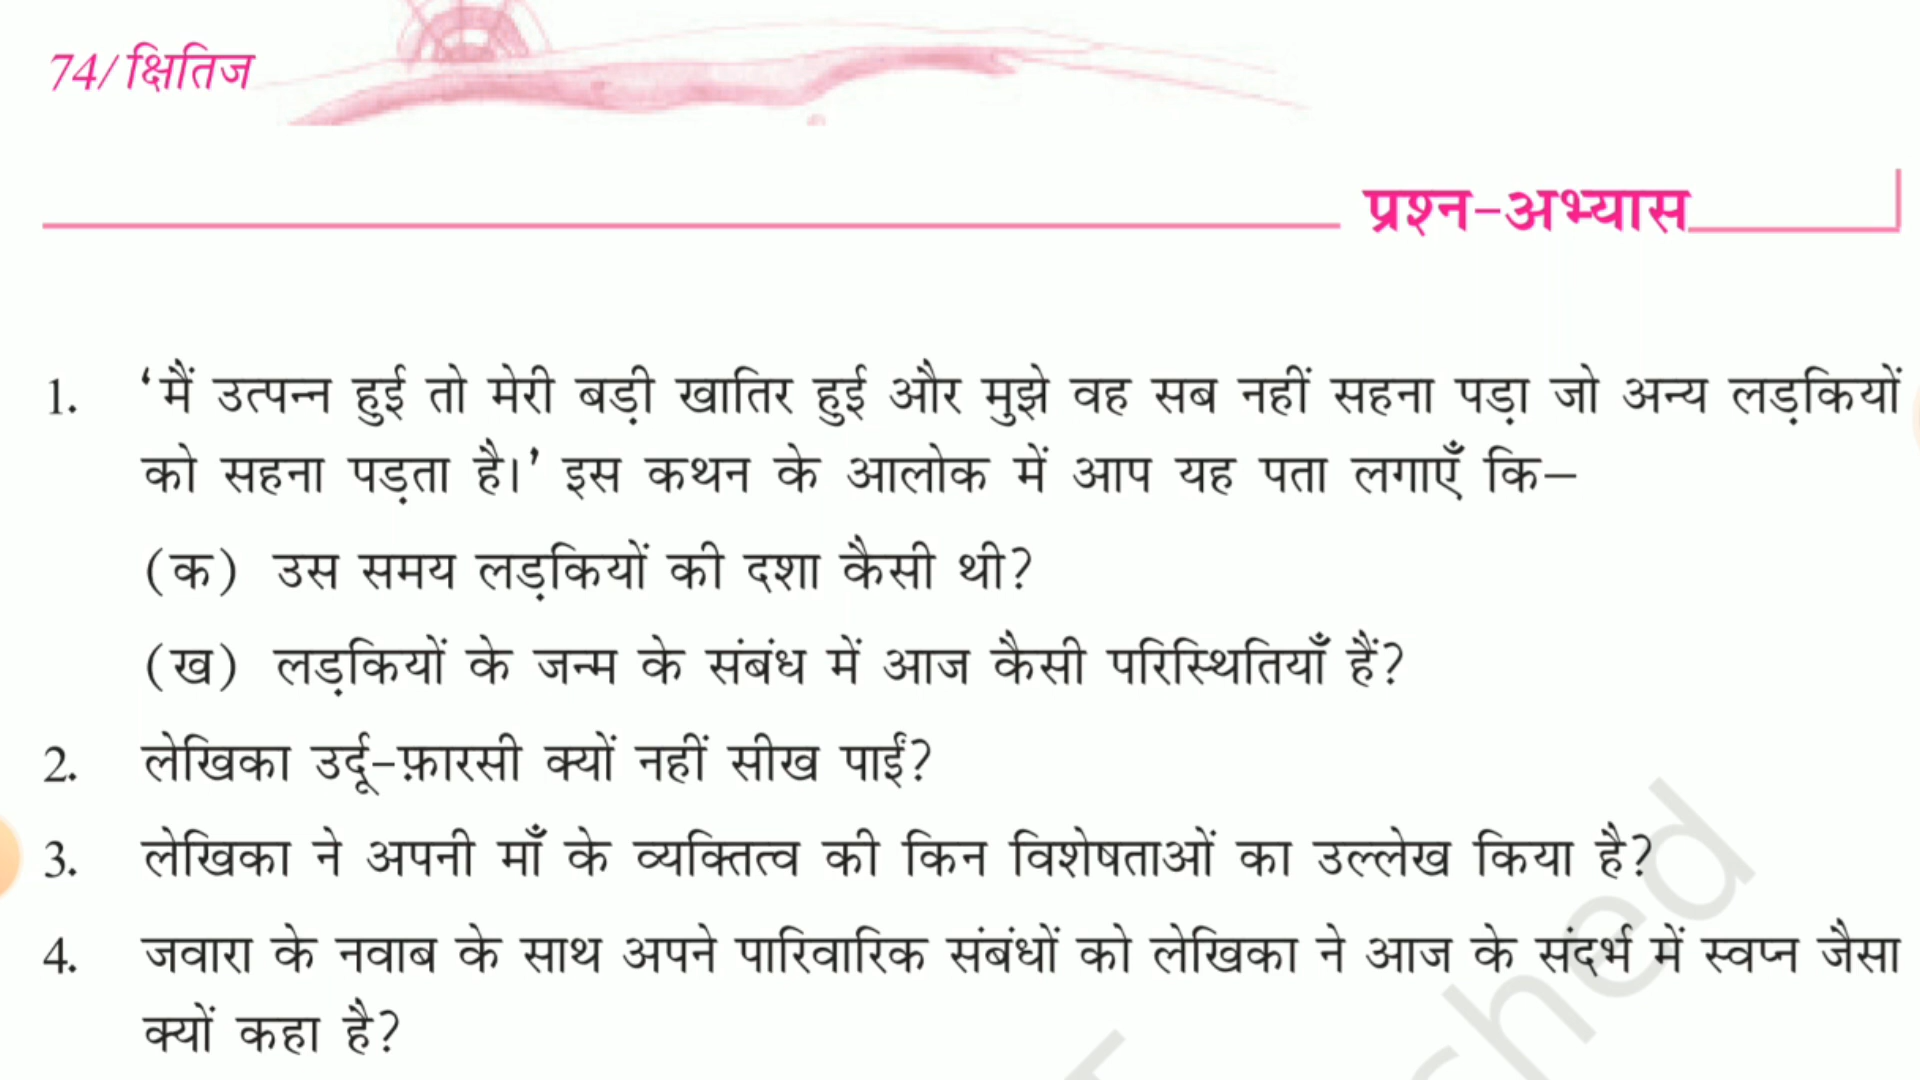 74/क्षितिज
प्रश्न-अभ्यास
1. ‘मैं उत्पन्न हुई तो मेरी बड़ी खातिर हुई और मुझे वह सब नहीं सहना पड़ा जो अन्य लड़कियों
को सहना पड़ता है।’ इस कथन के आलोक में आप यह पता लगाएँ कि–
(क) उस समय लड़कियों की दशा कैसी थी?
(ख) लड़कियों के जन्म के संबंध में आज कैसी परिस्थितियाँ हैं?
2. लेखिका उर्दू-फ़ारसी क्यों नहीं सीख पाईं?
3. लेखिका ने अपनी माँ के व्यक्तित्व की किन विशेषताओं का उल्लेख किया है?
4. जवारा के नवाब के साथ अपने पारिवारिक संबंधों को लेखिका ने आज के संदर्भ में स्वप्न जैसा
क्यों कहा है?